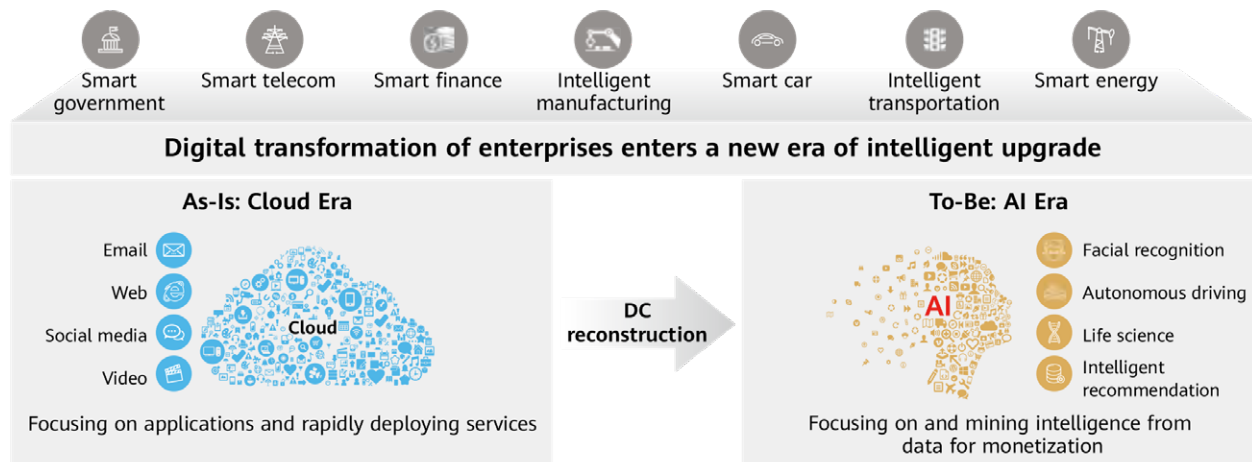 Smart
government
Smart telecom
Smart finance
Intelligent
manufacturing
Smart car
Intelligent
transportation
Smart energy
Digital transformation of enterprises enters a new era of intelligent upgrade
As-Is: Cloud Era
Email
Web
Social media
Video
Cloud
Focusing on applications and rapidly deploying services
DC
reconstruction
To-Be: AI Era
AI
Facial recognition
Autonomous driving
Life science
Intelligent
recommendation
Focusing on and mining intelligence from
data for monetization